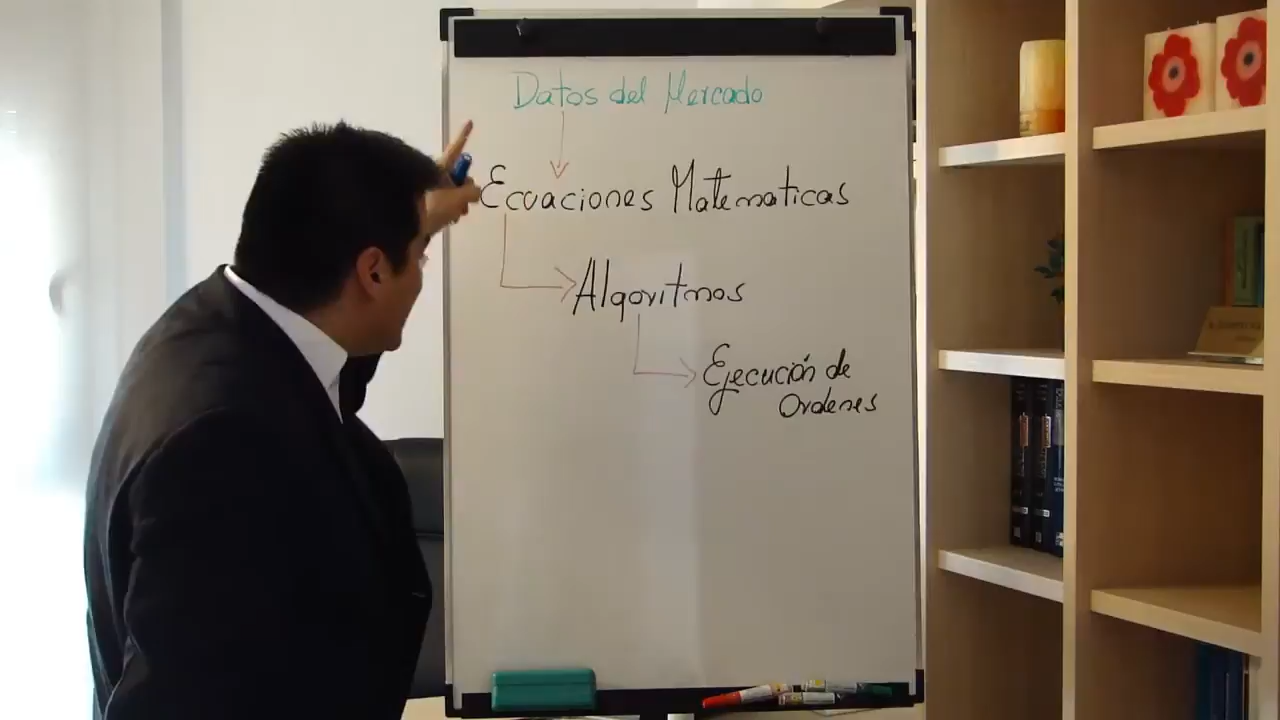 Datos del Mercado
Ecuaciones Matematicas
Algoritmos
Ejecución de
Ordenes